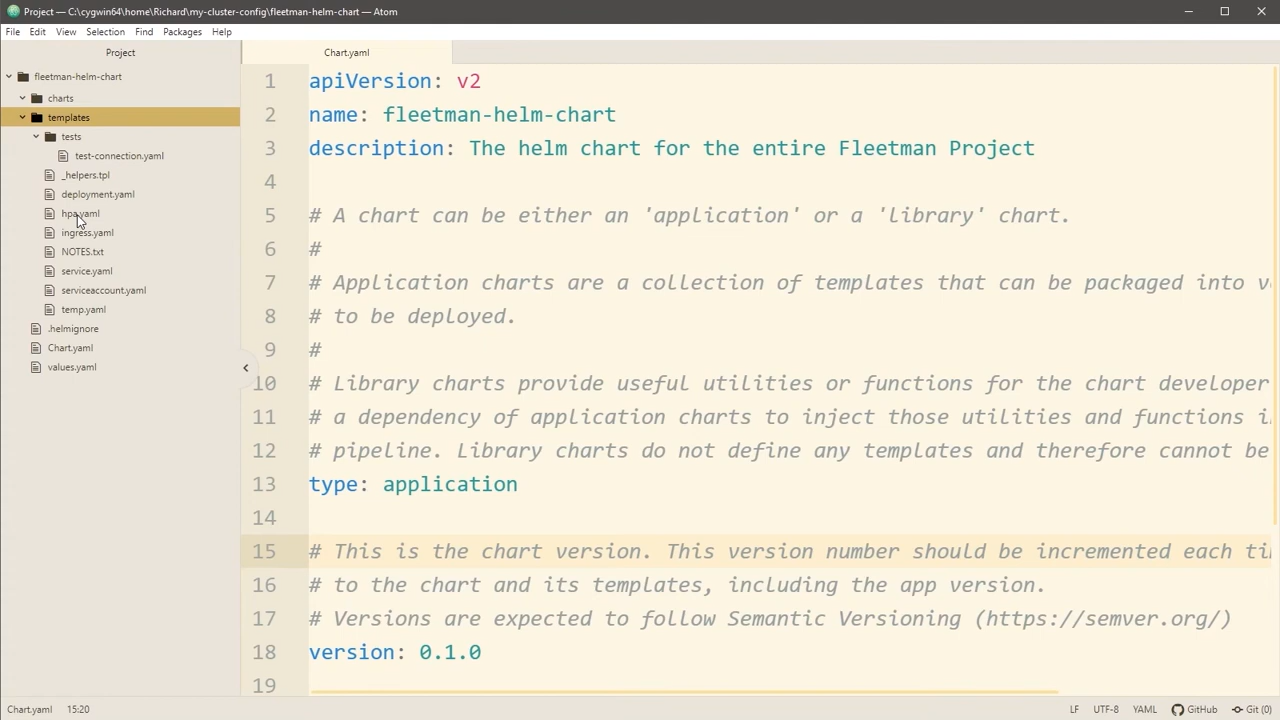 Project — C:\cygwin64\home\Richard\my-cluster-config\fleetman-helm-chart — Atom
File Edit View Selection Find Packages Help
Project
fleetman-helm-chart
charts
templates
tests
test-connection.yaml
_helpers.tpl
deployment.yaml
hpa.yaml
ingress.yaml
NOTES.txt
service.yaml
serviceaccount.yaml
temp.yaml
.helmignore
Chart.yaml
values.yaml
Chart.yaml
1 apiVersion: v2
2 name: fleetman-helm-chart
3 description: The helm chart for the entire Fleetman Project
4
5 # A chart can be either an 'application' or a 'library' chart.
6 #
7 # Application charts are a collection of templates that can be packaged into
8 # to be deployed.
9 #
10 # Library charts provide useful utilities or functions for the chart developer
11 # a dependency of application charts to inject those utilities and functions
12 # pipeline. Library charts do not define any templates and therefore cannot be
13 type: application
14
15 # This is the chart version. This version number should be incremented each
16 # to the chart and its templates, including the app version.
17 # Versions are expected to follow Semantic Versioning (https://semver.org/)
18 version: 0.1.0
19
Chart.yaml 15:20 LF UTF-8 YAML GitHub Git (0)